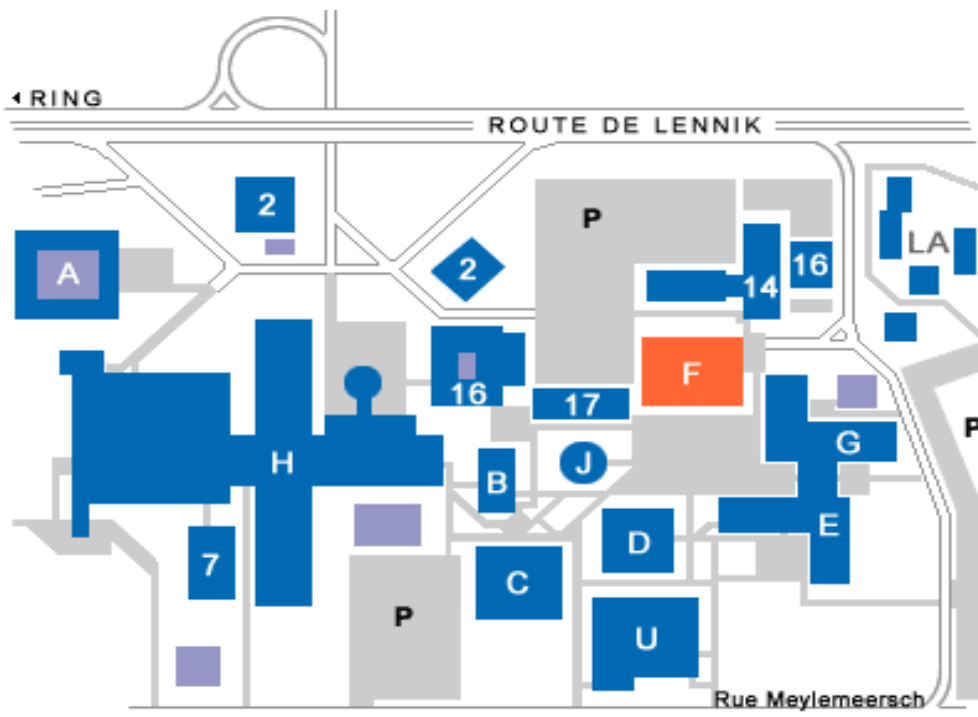 RING
ROUTE DE LENNIK
2
P
A
2
14
16
LA
F
16
17
P
H
B
J
G
7
C
D
E
P
U
Rue Meylemeersch